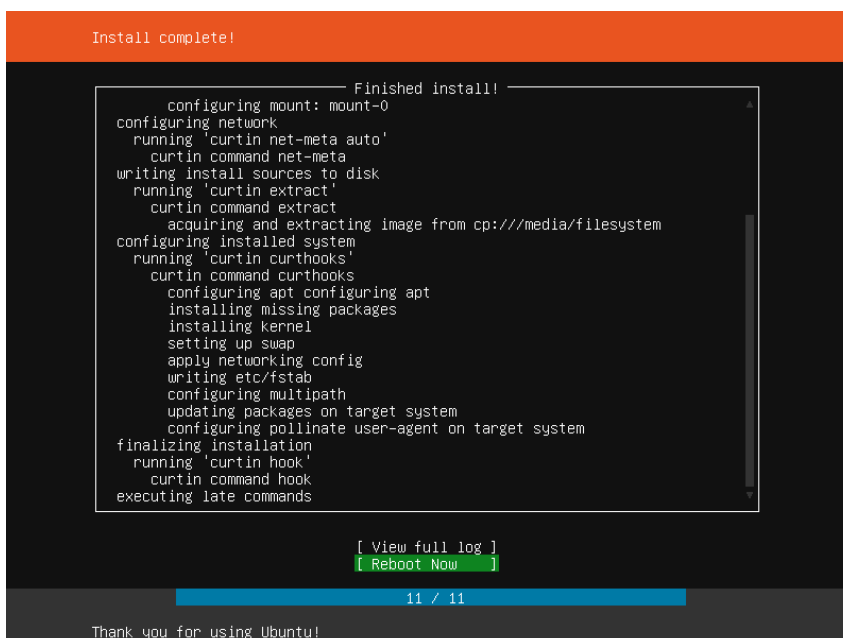 Install complete!
Finished install!
configuring mount: mount-0
configuring network
running 'curtin net-meta auto'
curtin command net-meta
writing install sources to disk
running 'curtin extract'
curtin command extract
acquiring and extracting image from cp:///media/filesystem
configuring installed system
running 'curtin curthooks'
curtin command curthooks
configuring apt configuring apt
installing missing packages
installing kernel
setting up swap
apply networking config
writing etc/fstab
configuring multipath
updating packages on target system
configuring pollinate user-agent on target system
finalizing installation
running 'curtin hook'
curtin command hook
executing late commands
[ View full log ]
[ Reboot Now ]
11 / 11
Thank you for using Ubuntu!